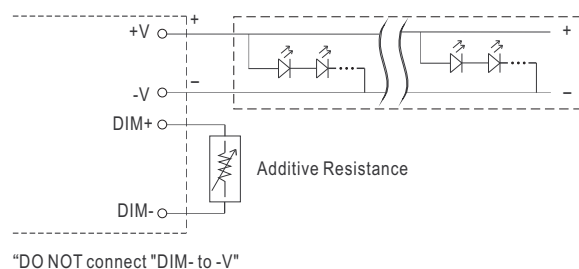 +V
+
+
-V
−
−
DIM+
Additive Resistance
DIM-
"DO NOT connect "DIM- to -V"